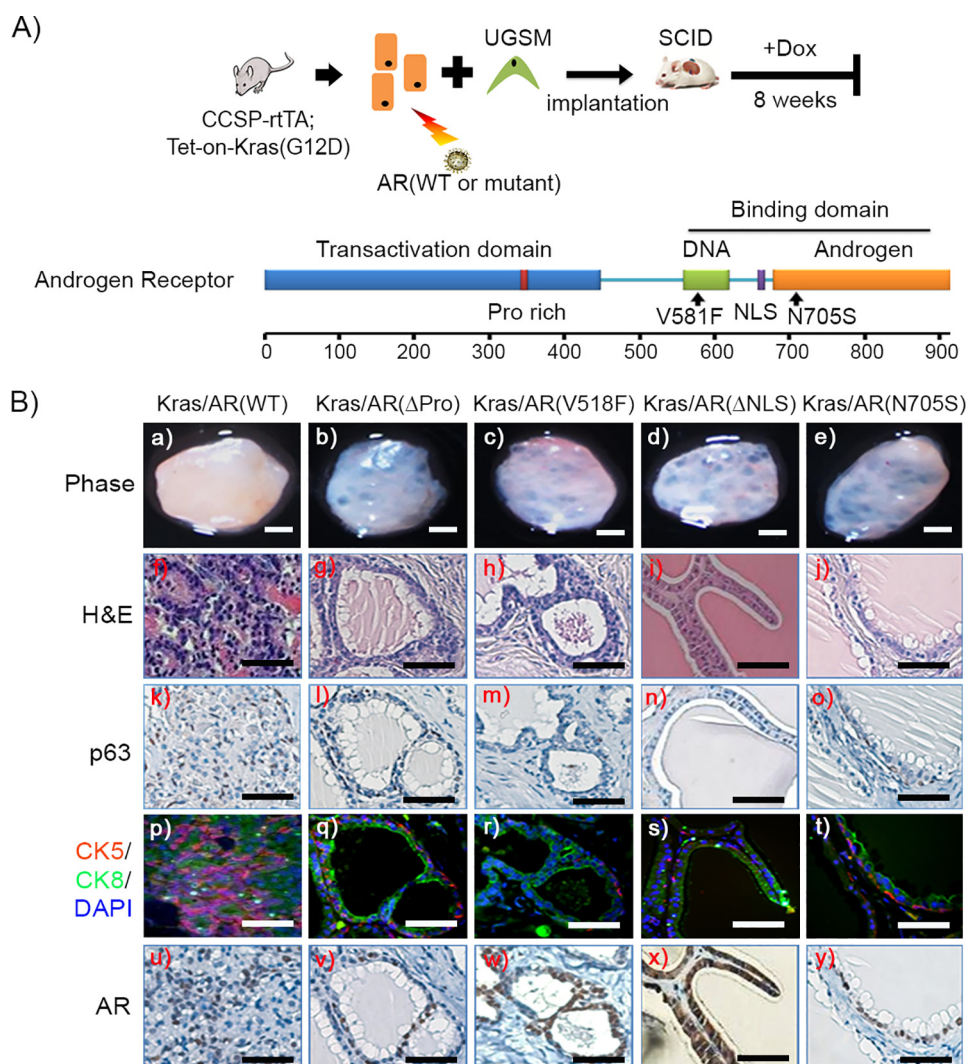 A)
UGSM
SCID
+Dox
implantation
8 weeks
CCSP-rtTA;
Tet-on-Kras(G12D)
AR(WT or mutant)
Binding domain
Transactivation domain
DNA
Androgen
Androgen Receptor
Pro rich
V581F
NLS
N705S
0 100 200 300 400 500 600 700 800 900
B)
Kras/AR(WT) Kras/AR(ΔPro) Kras/AR(V518F) Kras/AR(ΔNLS) Kras/AR(N705S)
Phase
a) b) c) d) e)
H&E
f) g) h) i) j)
p63
k) l) m) n) o)
CK5/
CK8/
DAPI
p) q) r) s) t)
AR
u) v) w) x) y)